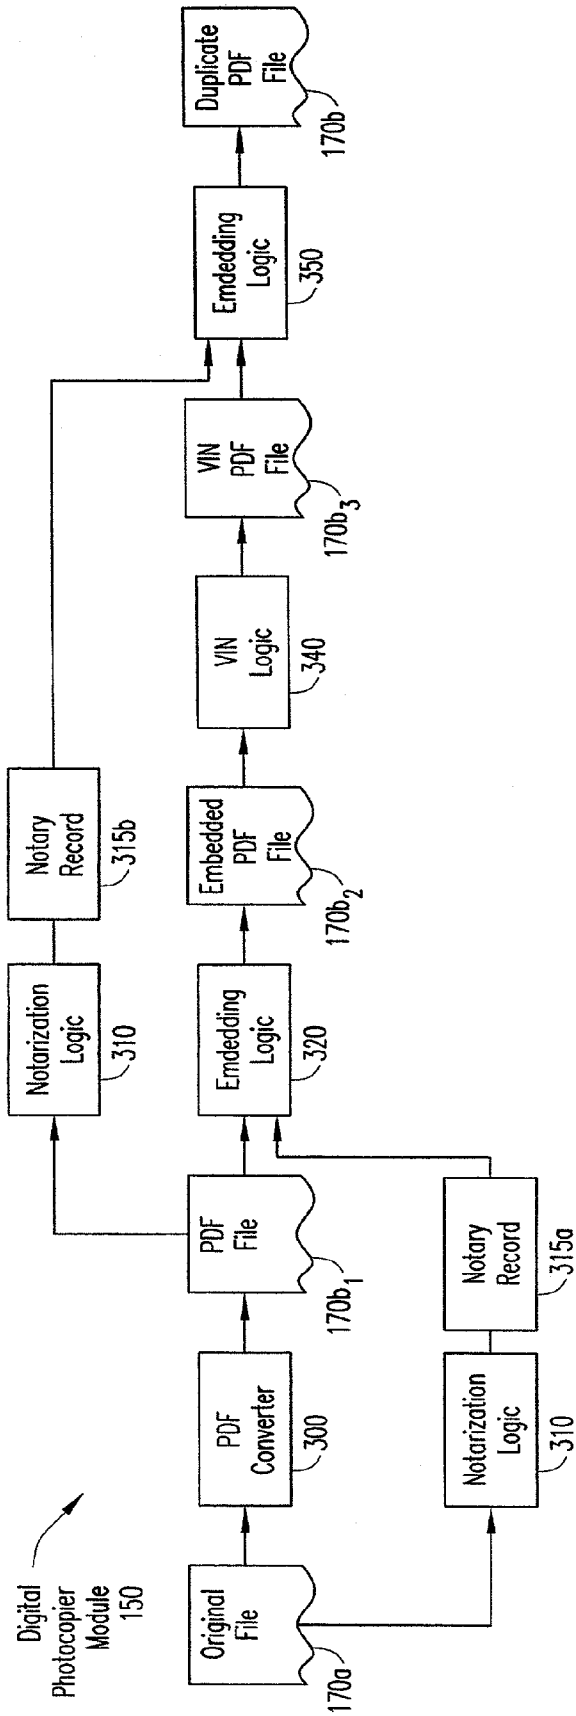 Digital
Photocopier
Module
150
Original
File
170a
PDF
Converter
300
PDF
File
170b1
Notarization
Logic
310
Notary
Record
315a
Notarization
Logic
310
Notary
Record
315b
Emdedding
Logic
320
Embedded
PDF
File
170b2
VIN
Logic
340
VIN
PDF
File
170b3
Emdedding
Logic
350
Duplicate
PDF
File
170b